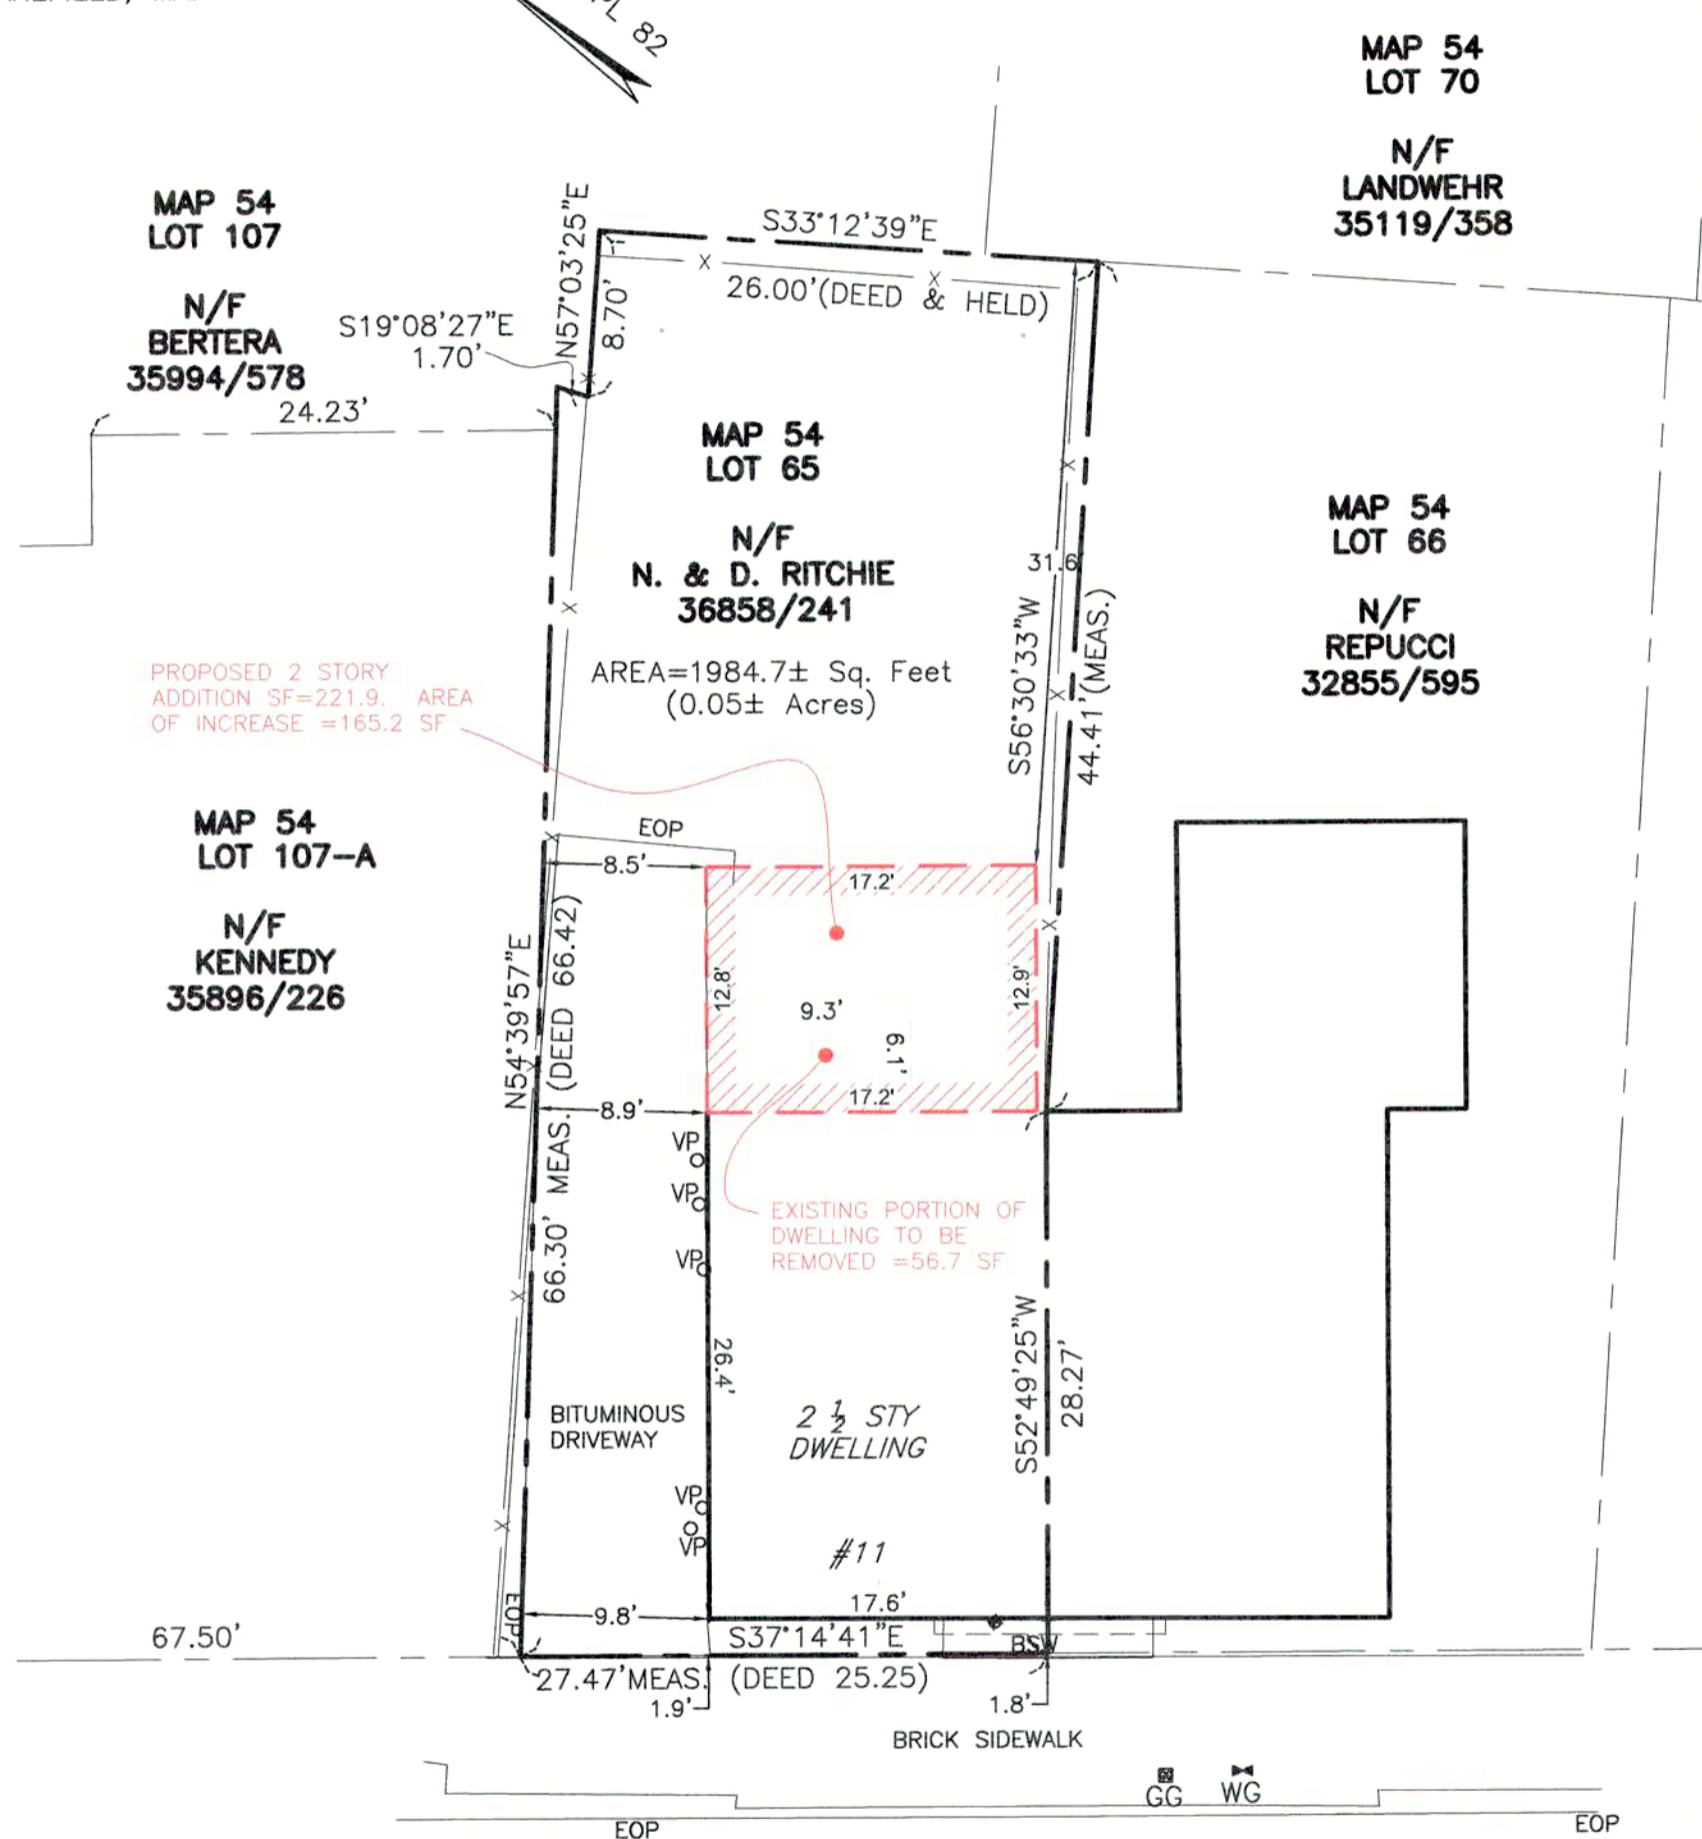 82
MAP 54
LOT 70
N/F
LANDWEHR
35119/358
MAP 54
LOT 107
N/F
BERTERA
35994/578
S19°08'27"E
1.70'
24.23'
N57°03'25"E
8.70'
S33°12'39"E
26.00'(DEED & HELD)
MAP 54
LOT 65
N/F
N. & D. RITCHIE
36858/241
AREA=1984.7± Sq. Feet
(0.05± Acres)
31.6'
S56°30'33"W
44.41'(MEAS.)
MAP 54
LOT 66
N/F
REPUCCI
32855/595
PROPOSED 2 STORY
ADDITION SF=221.9. AREA
OF INCREASE =165.2 SF
MAP 54
LOT 107-A
N/F
KENNEDY
35896/226
EOP
8.5'
17.2'
12.8'
9.3'
6.1'
12.9'
17.2'
8.9'
N54°39'57"E
66.30' MEAS. (DEED 66.42)
VP
VP
VP
EXISTING PORTION OF
DWELLING TO BE
REMOVED =56.7 SF
26.4'
S52°49'25"W
28.27'
BITUMINOUS
DRIVEWAY
2 ½ STY
DWELLING
VP
VP
#11
EOP
9.8'
17.6'
67.50'
S37°14'41"E
BSW
27.47'MEAS. (DEED 25.25)
1.9'
1.8'
BRICK SIDEWALK
GG
WG
EOP
EOP